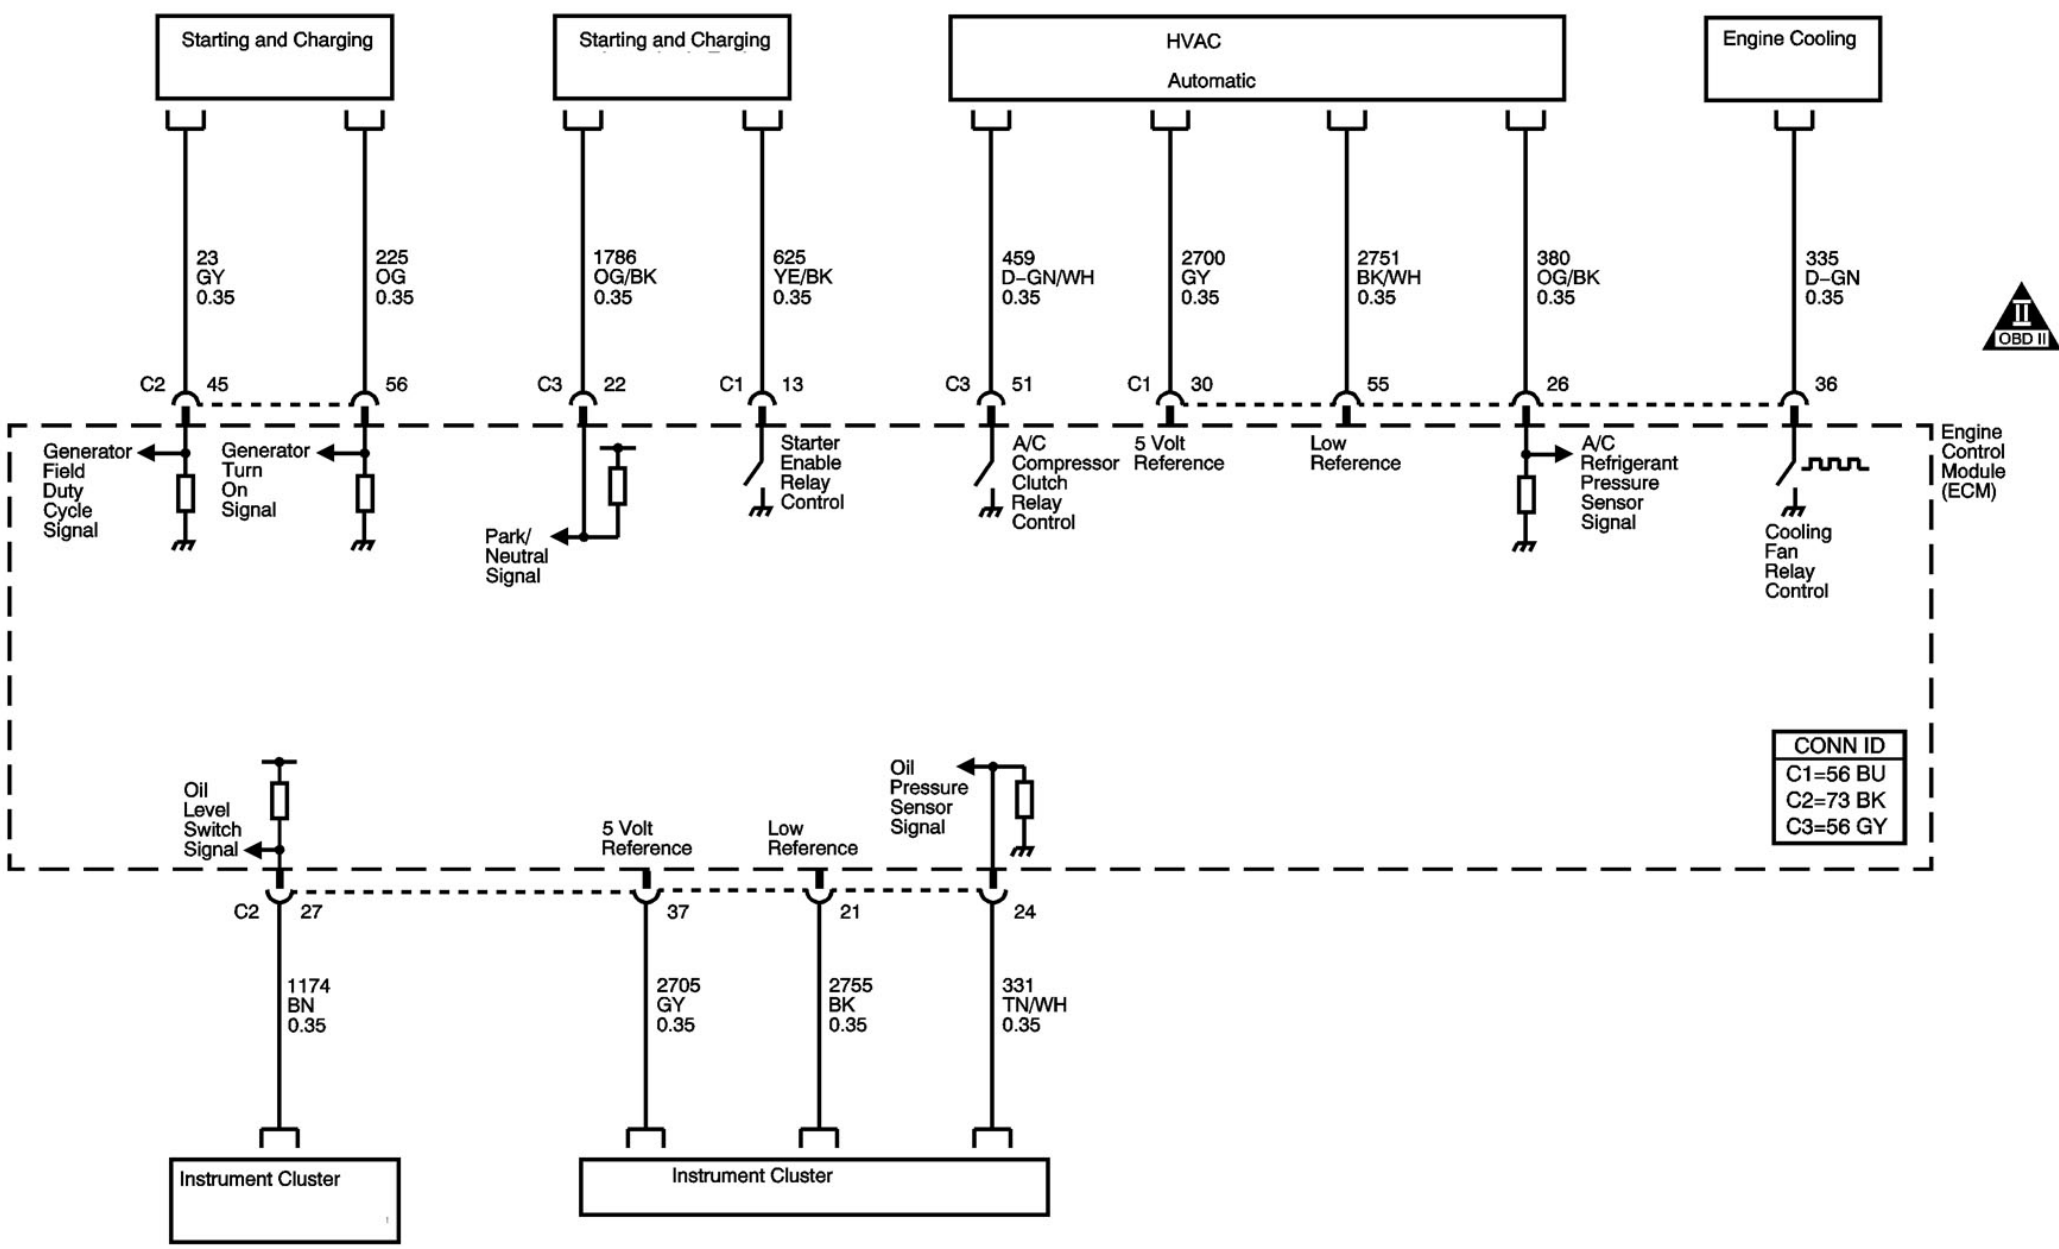 Starting and Charging
Starting and Charging
HVAC
Automatic
Engine Cooling
23
GY
0.35
225
OG
0.35
1786
OG/BK
0.35
625
YE/BK
0.35
459
D-GN/WH
0.35
2700
GY
0.35
2751
BK/WH
0.35
380
OG/BK
0.35
335
D-GN
0.35
II
OBD II
C2 45
56
C3 22
C1 13
C3 51
C1 30
55
26
36
Generator
Field
Duty
Cycle
Signal
Generator
Turn
On
Signal
Park/
Neutral
Signal
Starter
Enable
Relay
Control
A/C
Compressor
Clutch
Relay
Control
5 Volt
Reference
Low
Reference
A/C
Refrigerant
Pressure
Sensor
Signal
Cooling
Fan
Relay
Control
Engine
Control
Module
(ECM)
Oil
Level
Switch
Signal
5 Volt
Reference
Low
Reference
Oil
Pressure
Sensor
Signal
CONN ID
C1=56 BU
C2=73 BK
C3=56 GY
C2 27
37
21
24
1174
BN
0.35
2705
GY
0.35
2755
BK
0.35
331
TN/WH
0.35
Instrument Cluster
Instrument Cluster